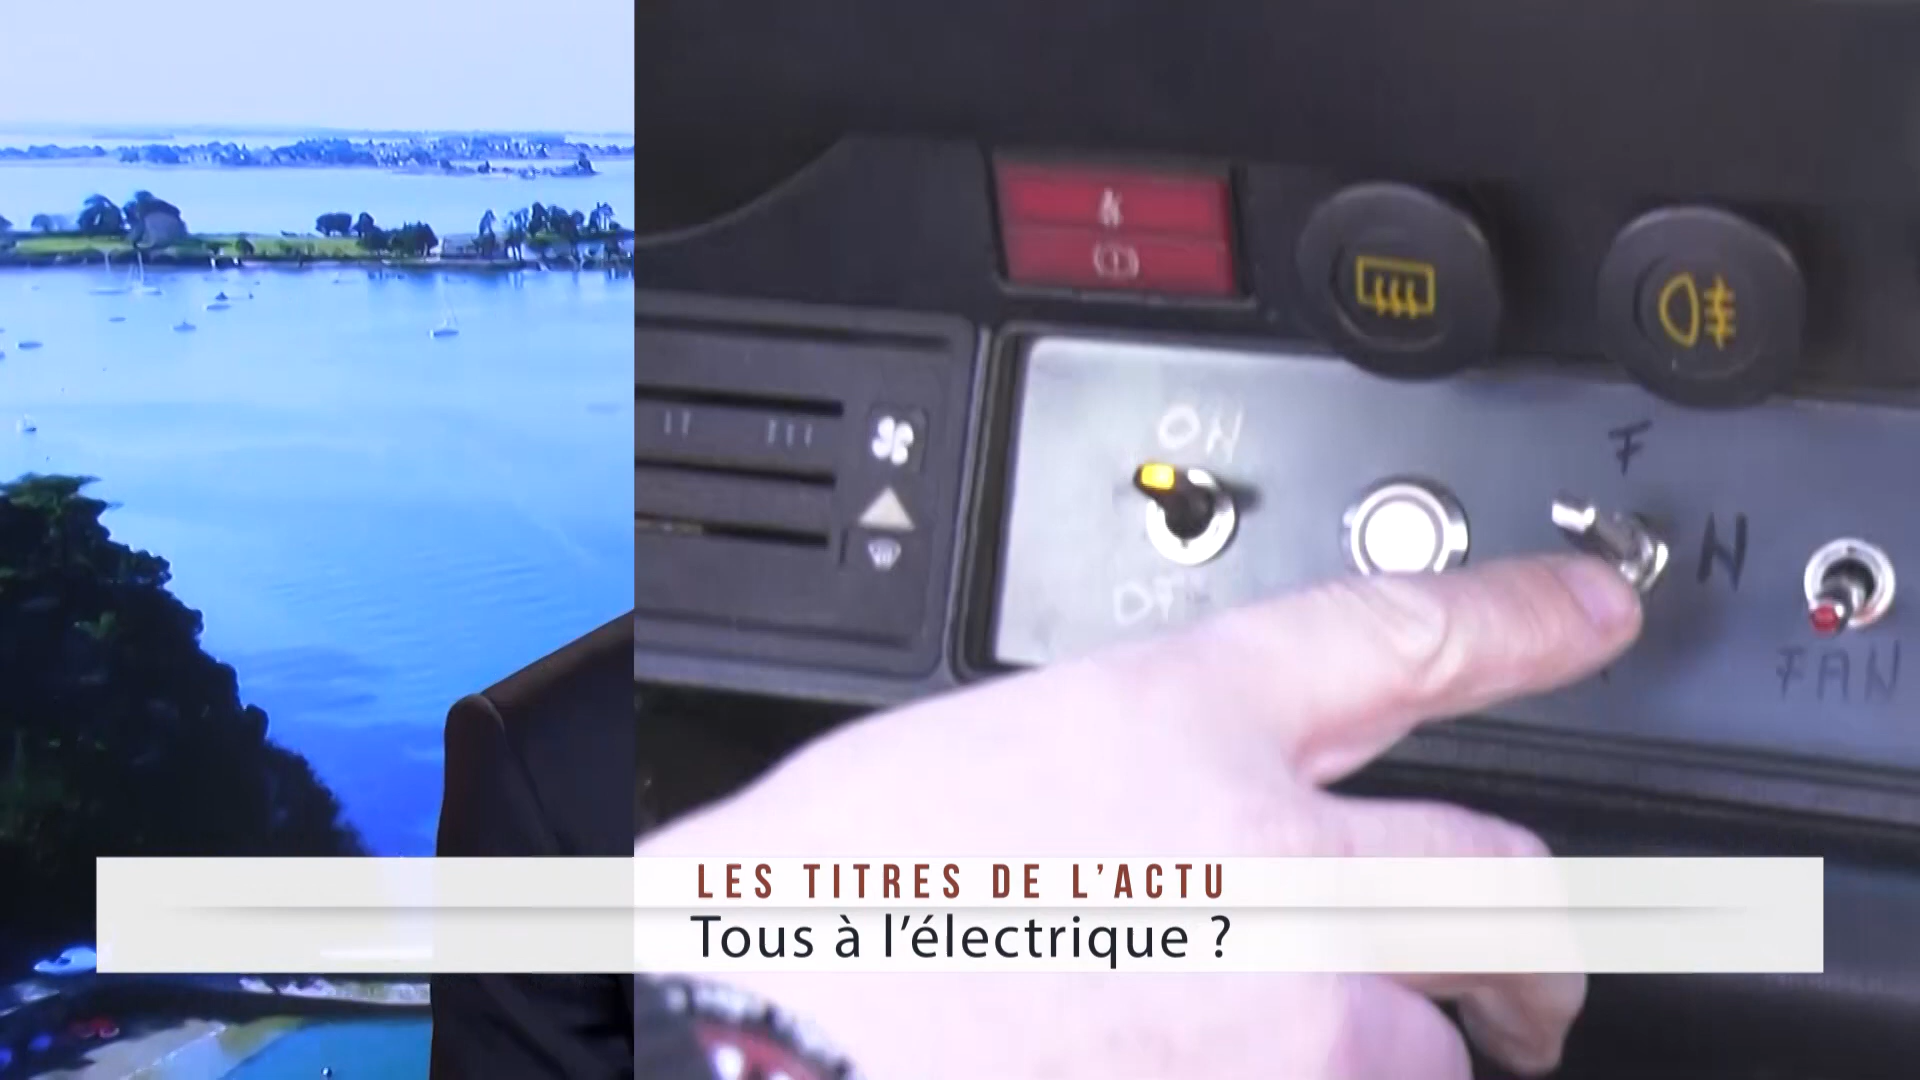 ON
F
N
FAN
LES TITRES DE L'ACTU
Tous à l'électrique ?